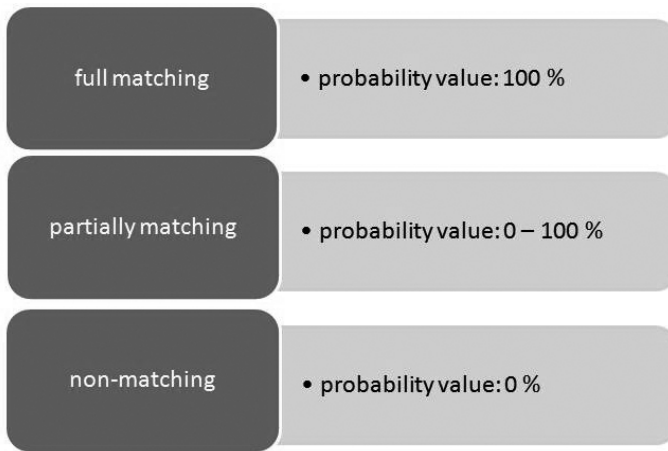 full matching
• probability value: 100 %
partially matching
• probability value: 0 – 100 %
non-matching
• probability value: 0 %